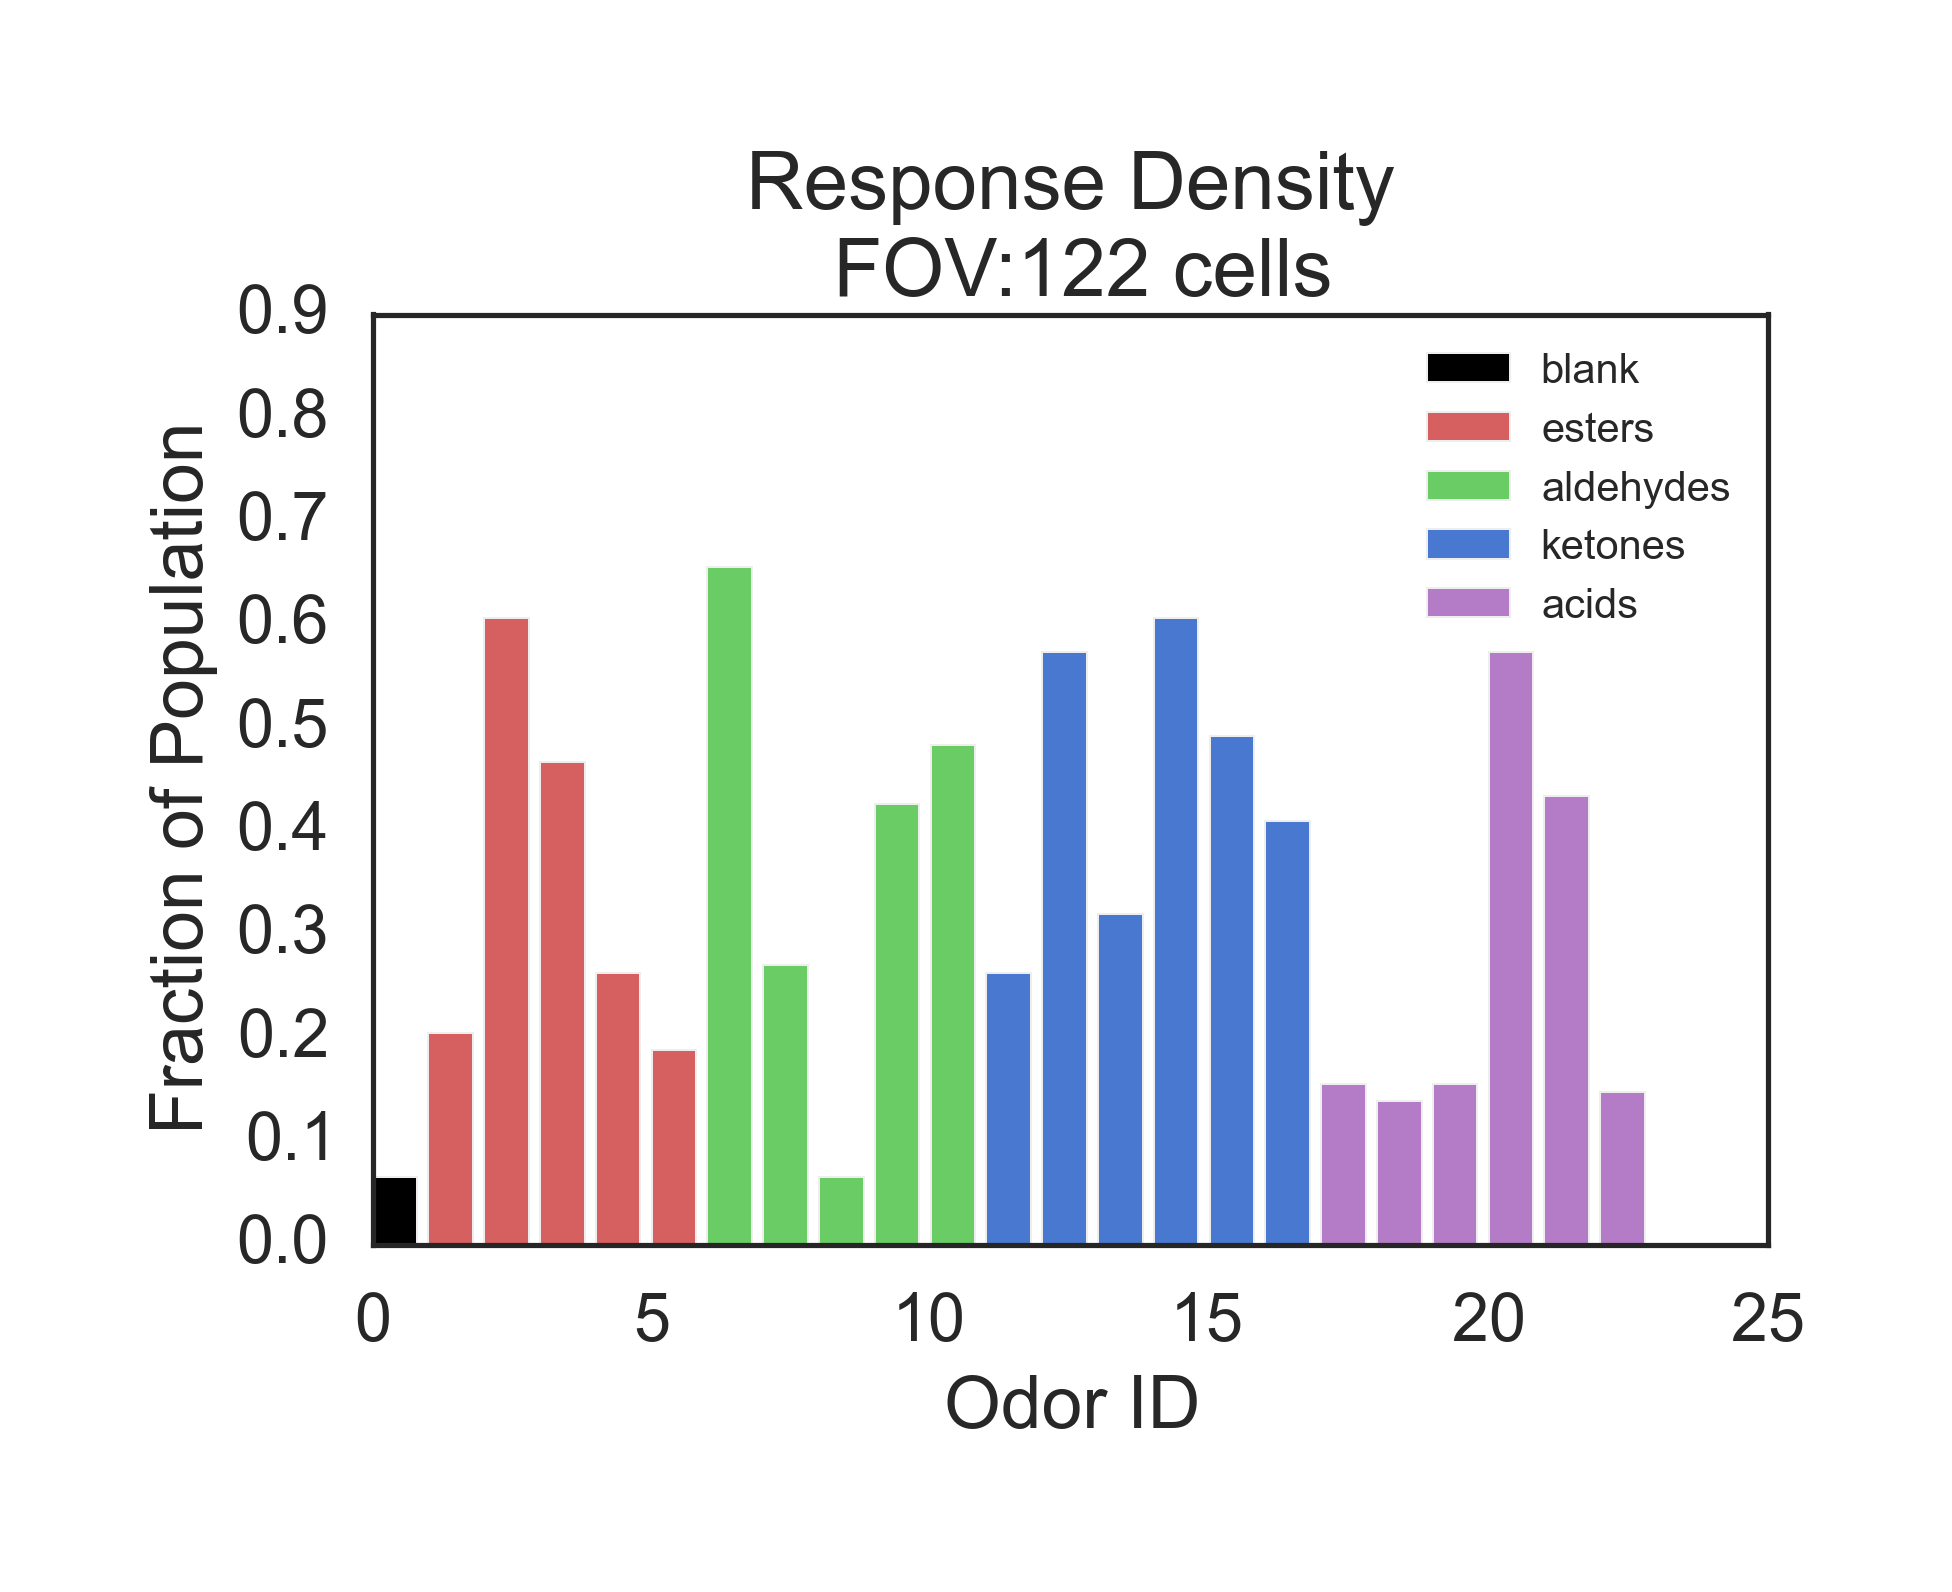 Response Density
FOV:122 cells
0.9
0.8
0.7
0.6
0.5
0.4
0.3
0.2
0.1
0.0
Fraction of Population
blank
esters
aldehydes
ketones
acids
0 5 10 15 20 25
Odor ID